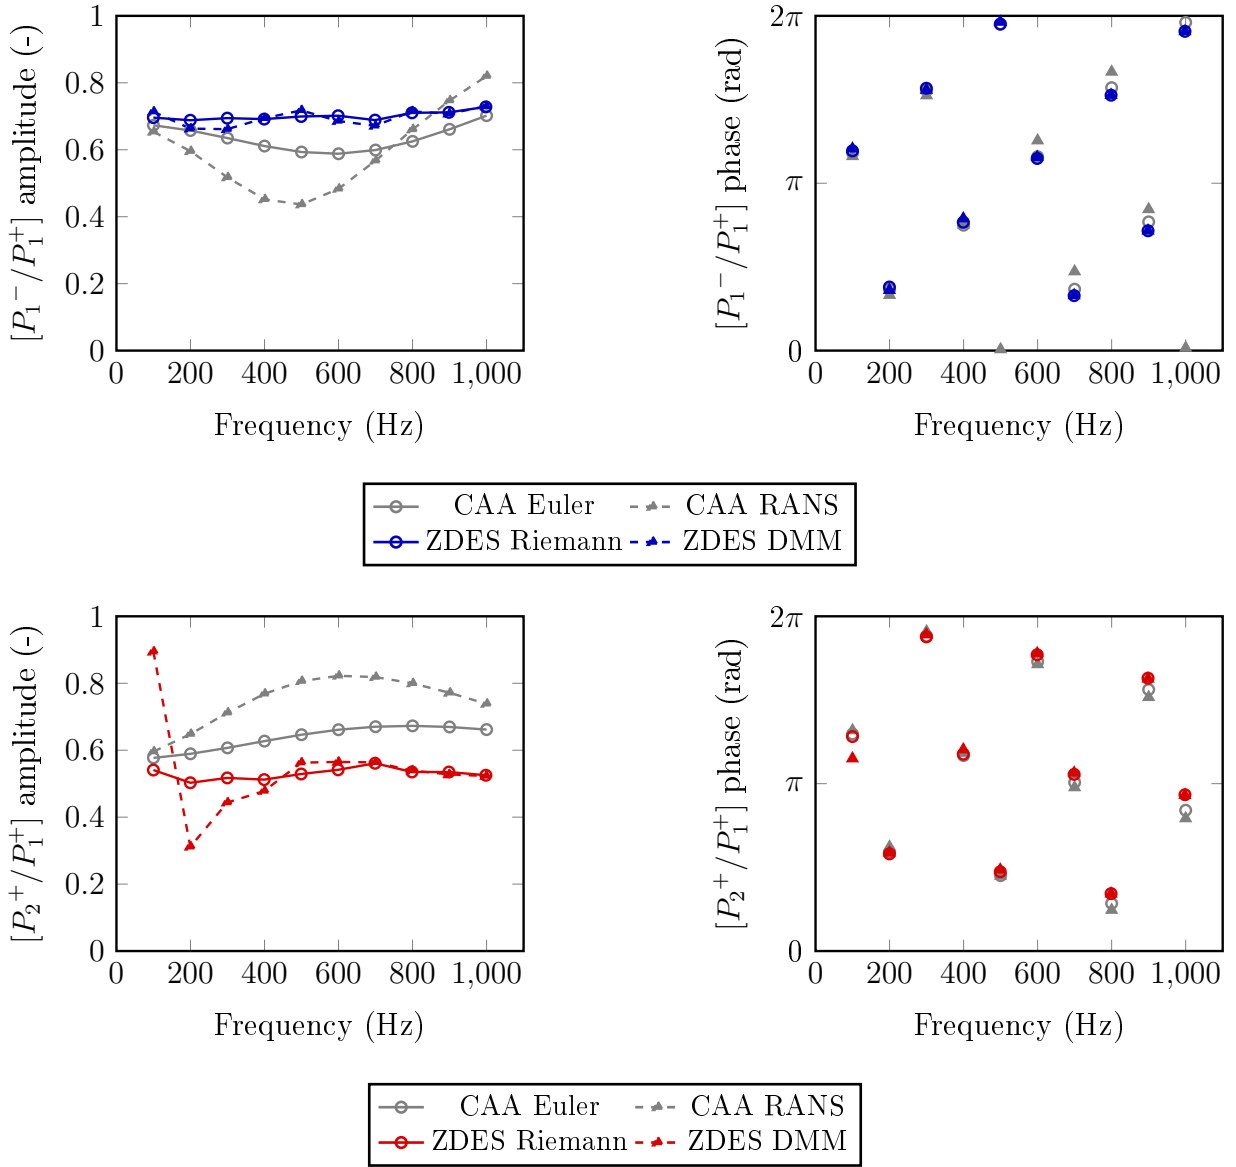 1
0.8
0.6
0.4
0.2
0
0 200 400 600 800 1,000
Frequency (Hz)
[P₁⁻/P₁⁺] amplitude (-)
2π
π
0
0 200 400 600 800 1,000
Frequency (Hz)
[P₁⁻/P₁⁺] phase (rad)
CAA Euler CAA RANS
ZDES Riemann ZDES DMM
1
0.8
0.6
0.4
0.2
0
0 200 400 600 800 1,000
Frequency (Hz)
[P₂⁺/P₁⁺] amplitude (-)
2π
π
0
0 200 400 600 800 1,000
Frequency (Hz)
[P₂⁺/P₁⁺] phase (rad)
CAA Euler CAA RANS
ZDES Riemann ZDES DMM